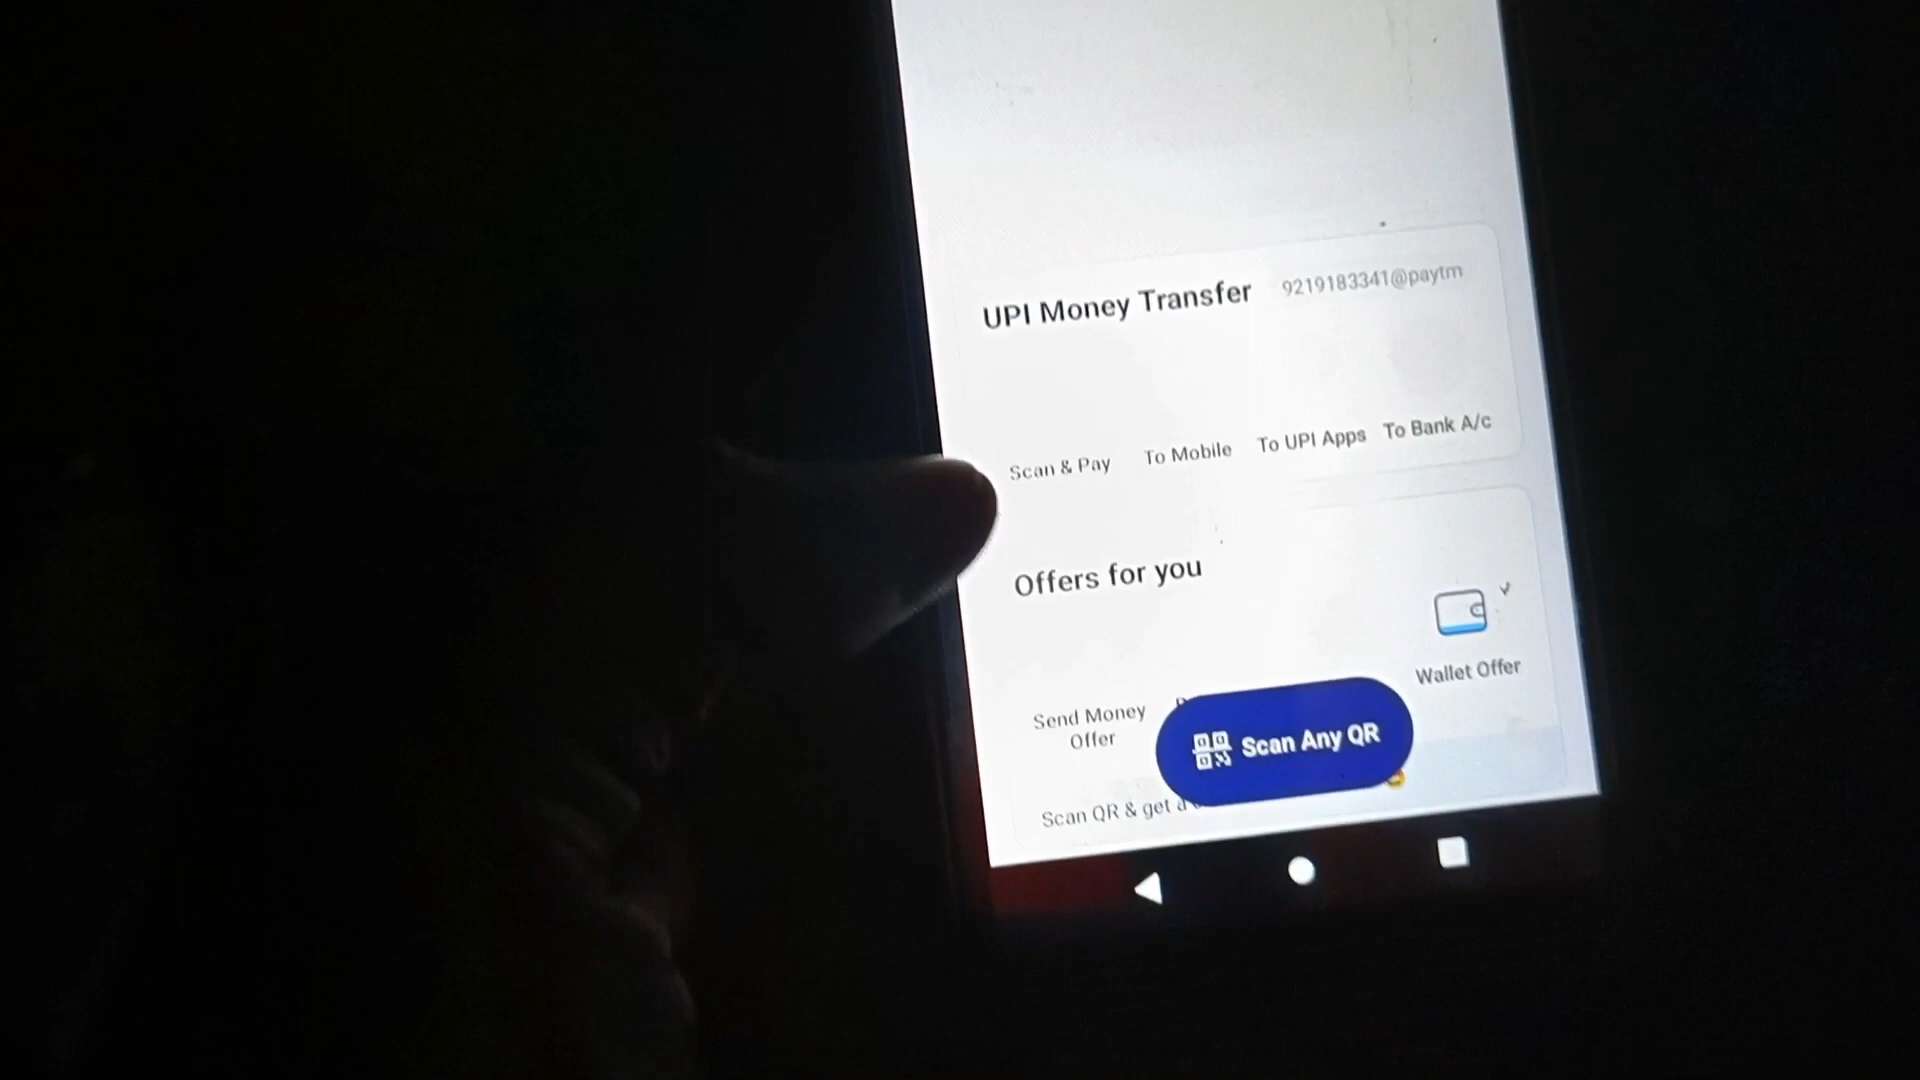 UPI Money Transfer 9219183341@paytm
Scan & Pay To Mobile To UPI Apps To Bank A/c
Offers for you
Send Money
Offer
Wallet Offer
Scan Any QR
Scan QR & get a